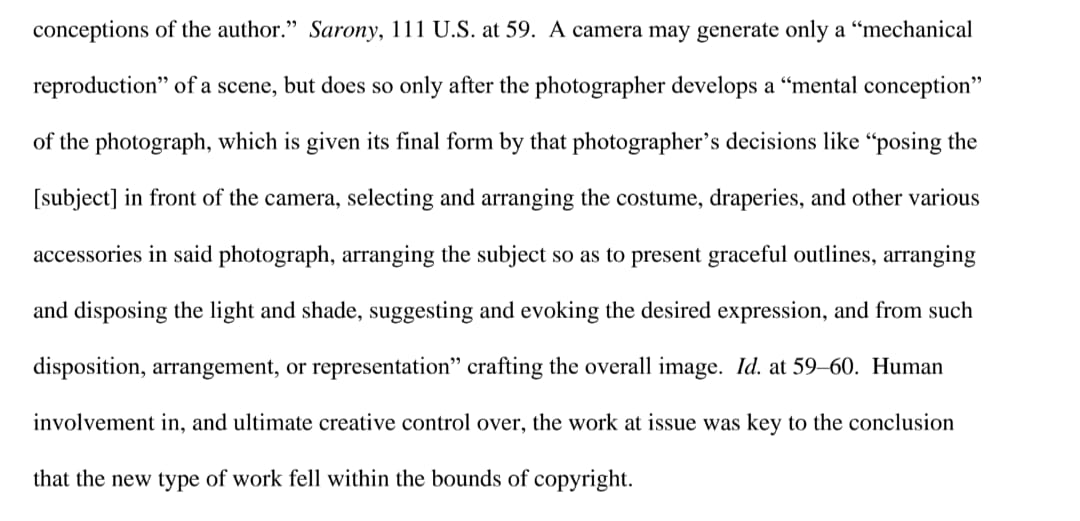 conceptions of the author.” Sarony, 111 U.S. at 59. A camera may generate only a “mechanical
reproduction” of a scene, but does so only after the photographer develops a “mental conception”
of the photograph, which is given its final form by that photographer’s decisions like “posing the
[subject] in front of the camera, selecting and arranging the costume, draperies, and other various
accessories in said photograph, arranging the subject so as to present graceful outlines, arranging
and disposing the light and shade, suggesting and evoking the desired expression, and from such
disposition, arrangement, or representation” crafting the overall image. Id. at 59–60. Human
involvement in, and ultimate creative control over, the work at issue was key to the conclusion
that the new type of work fell within the bounds of copyright.